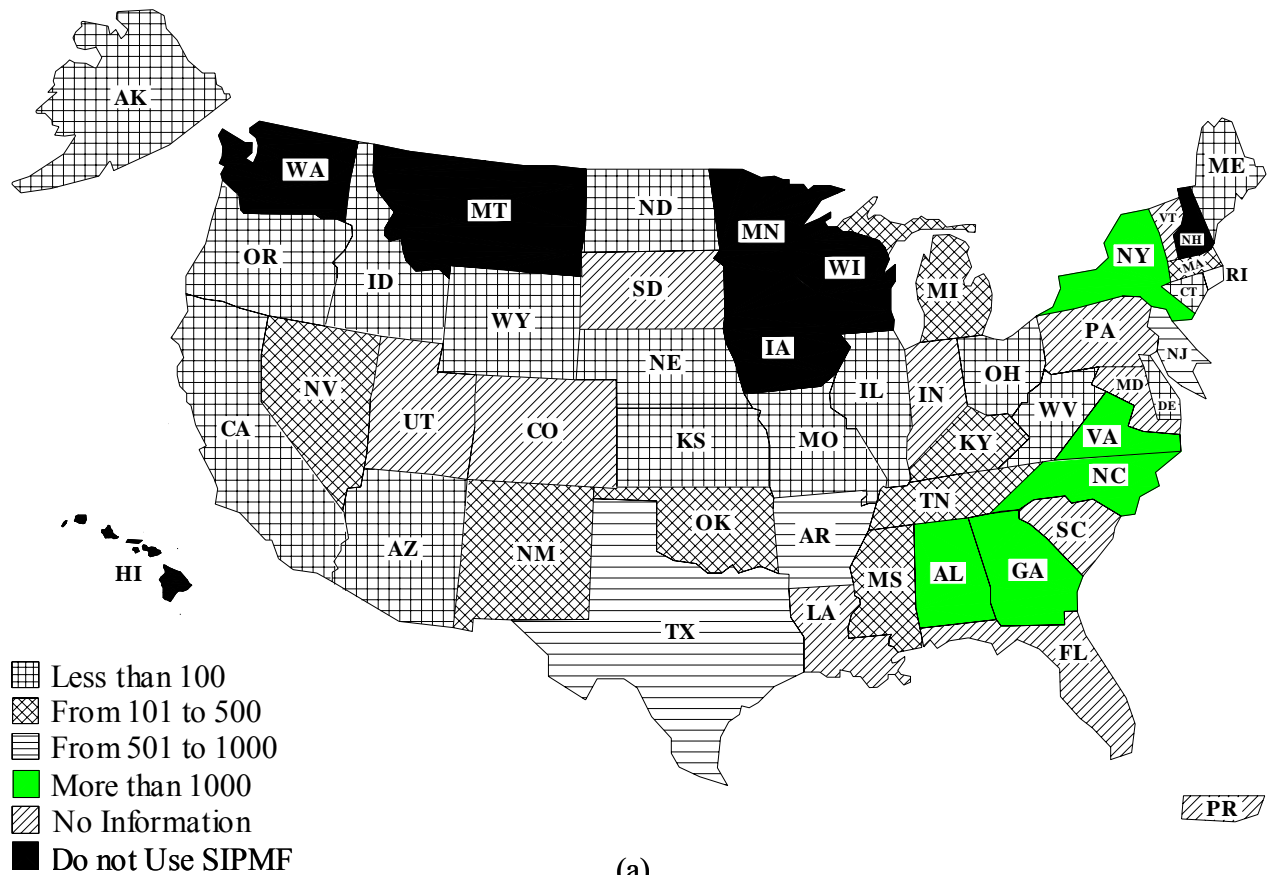 AK
WA
MT
ND
MN
ME
VT
NH
NY
MA
RI
CT
OR
ID
SD
WI
MI
WY
IA
PA
NJ
NE
NV
UT
CO
CA
IL
IN
OH
MD
DE
WV
VA
KS
MO
KY
NC
TN
OK
AR
SC
AZ
NM
MS
AL
GA
HI
LA
TX
FL
PR
Less than 100
From 101 to 500
From 501 to 1000
More than 1000
No Information
Do not Use SIPMF
(a)